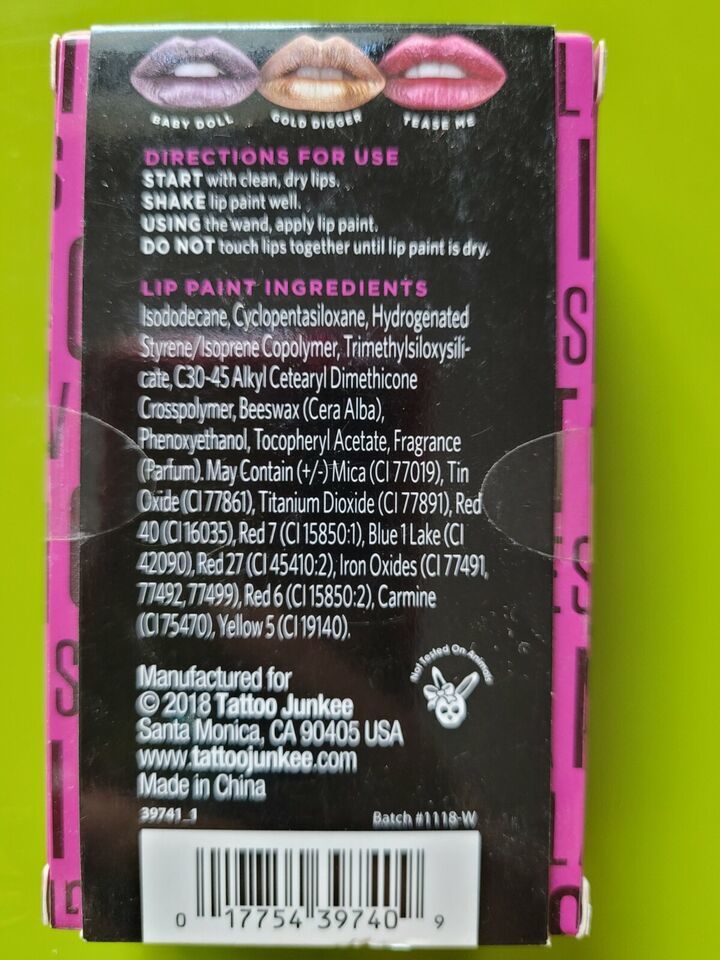 BABY DOLL GOLD DIGGER TEASE ME
DIRECTIONS FOR USE
START with clean, dry lips.
SHAKE lip paint well.
USING the wand, apply lip paint.
DO NOT touch lips together until lip paint is dry.
LIP PAINT INGREDIENTS
Isododecane, Cyclopentasiloxane, Hydrogenated
Styrene/Isoprene Copolymer, Trimethylsiloxysili-
cate, C30-45 Alkyl Cetearyl Dimethicone
Crosspolymer, Beeswax (Cera Alba),
Phenoxyethanol, Tocopheryl Acetate, Fragrance
(Parfum). May Contain (+/-) Mica (CI 77019), Tin
Oxide (CI 77861), Titanium Dioxide (CI 77891), Red
40 (CI 16035), Red 7 (CI 15850:1), Blue 1 Lake (CI
42090), Red 27 (CI 45410:2), Iron Oxides (CI 77491,
77492, 77499), Red 6 (CI 15850:2), Carmine
(CI 75470), Yellow 5 (CI 19140).
Not Tested On Animals
Manufactured for
© 2018 Tattoo Junkee
Santa Monica, CA 90405 USA
www.tattoojunkee.com
Made in China
39741_1 Batch #1118-W
0 17754 39740 9